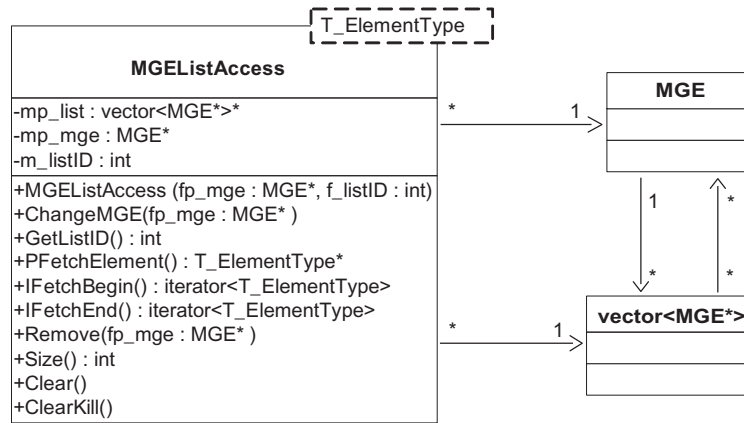 T_ElementType
MGEListAccess
-mp_list : vector<MGE*>*
-mp_mge : MGE*
-m_listID : int
+MGEListAccess (fp_mge : MGE*, f_listID : int)
+ChangeMGE(fp_mge : MGE* )
+GetListID() : int
+PFetchElement() : T_ElementType*
+IFetchBegin() : iterator<T_ElementType>
+IFetchEnd() : iterator<T_ElementType>
+Remove(fp_mge : MGE* )
+Size() : int
+Clear()
+ClearKill()
* 1
MGE
1 *
* *
* 1
vector<MGE*>